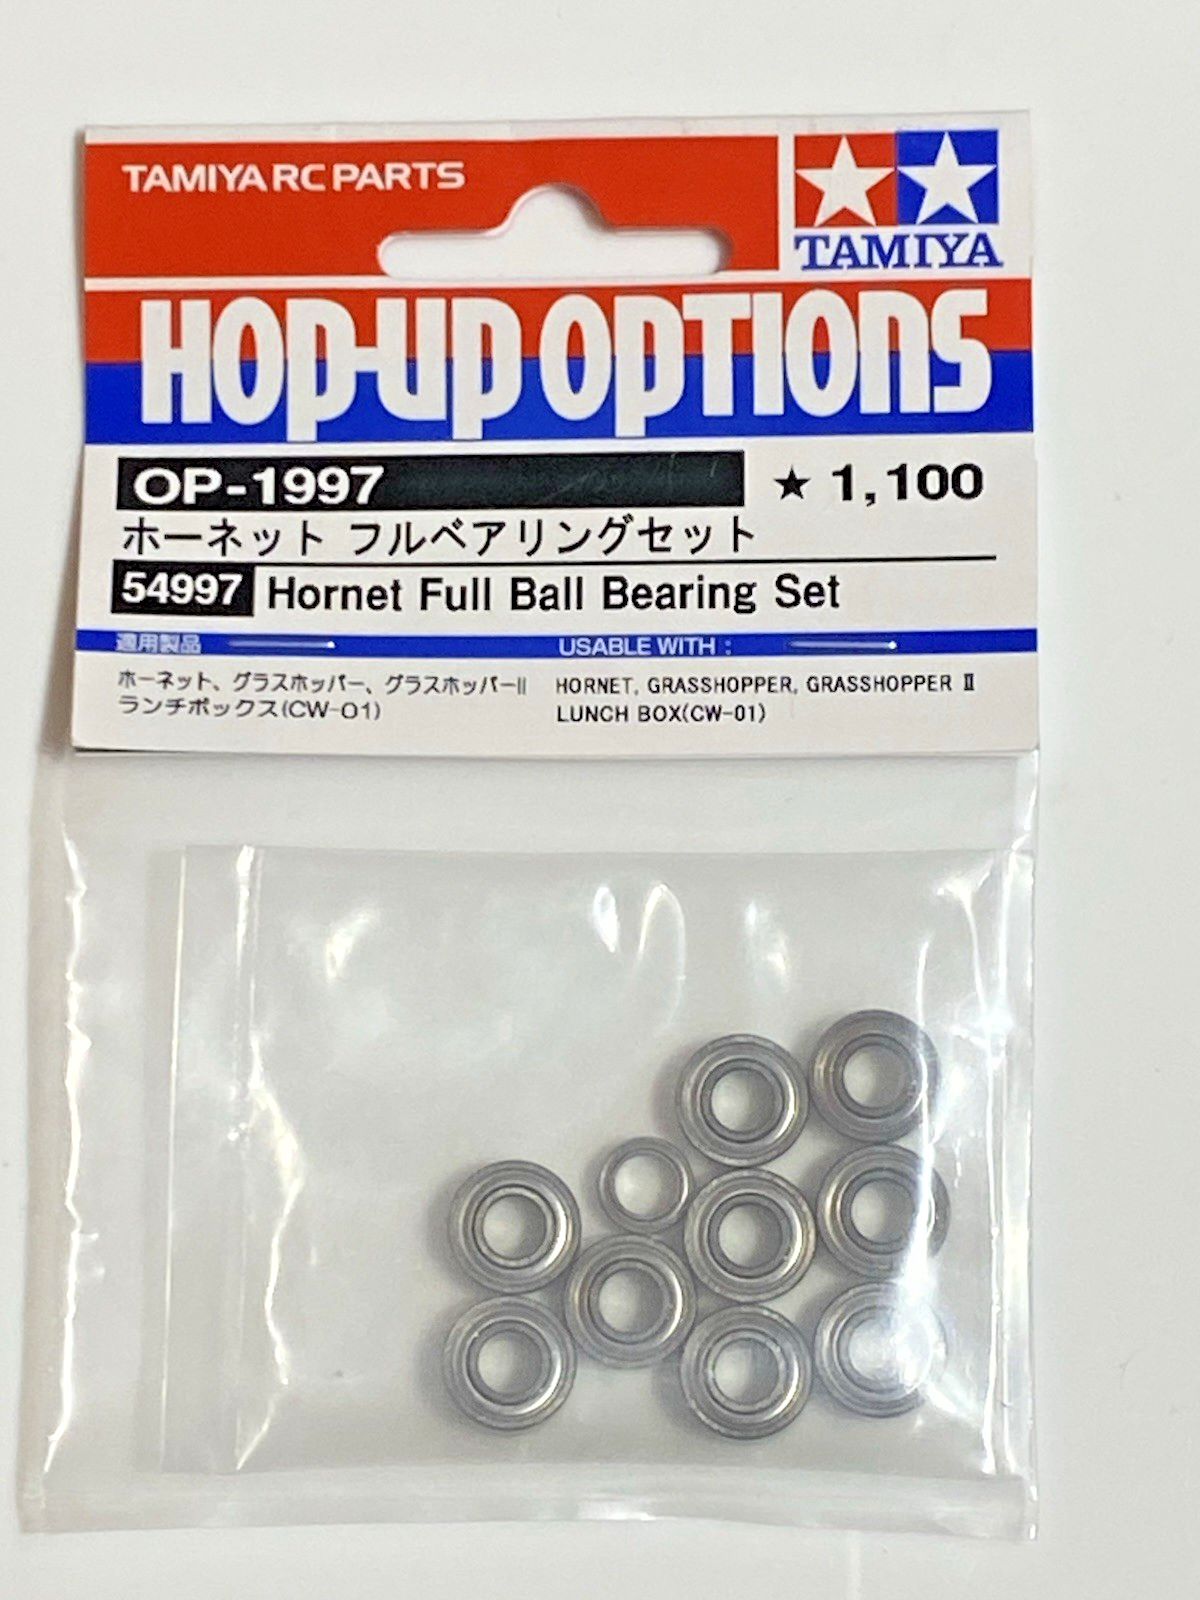 TAMIYA RC PARTS
TAMIYA
HOP-UP OPTIONS
OP-1997 ★ 1,100
ホーネット フルベアリングセット
54997 Hornet Full Ball Bearing Set
適用製品 USABLE WITH :
ホーネット、グラスホッパー、グラスホッパーII
ランチボックス(CW-01)
HORNET, GRASSHOPPER, GRASSHOPPER II
LUNCH BOX(CW-01)